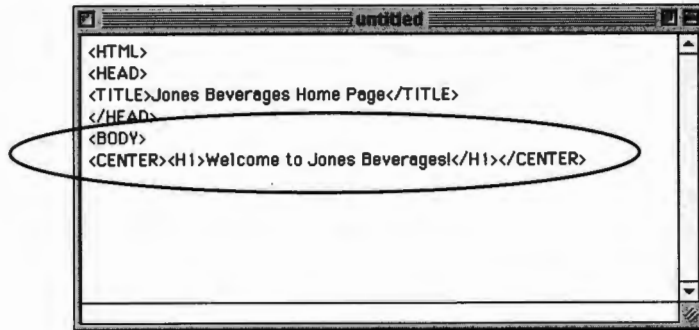 untitled
<HTML>
<HEAD>
<TITLE>Jones Beverages Home Page</TITLE>
</HEAD>
<BODY>
<CENTER><H1>Welcome to Jones Beverages!</H1></CENTER>